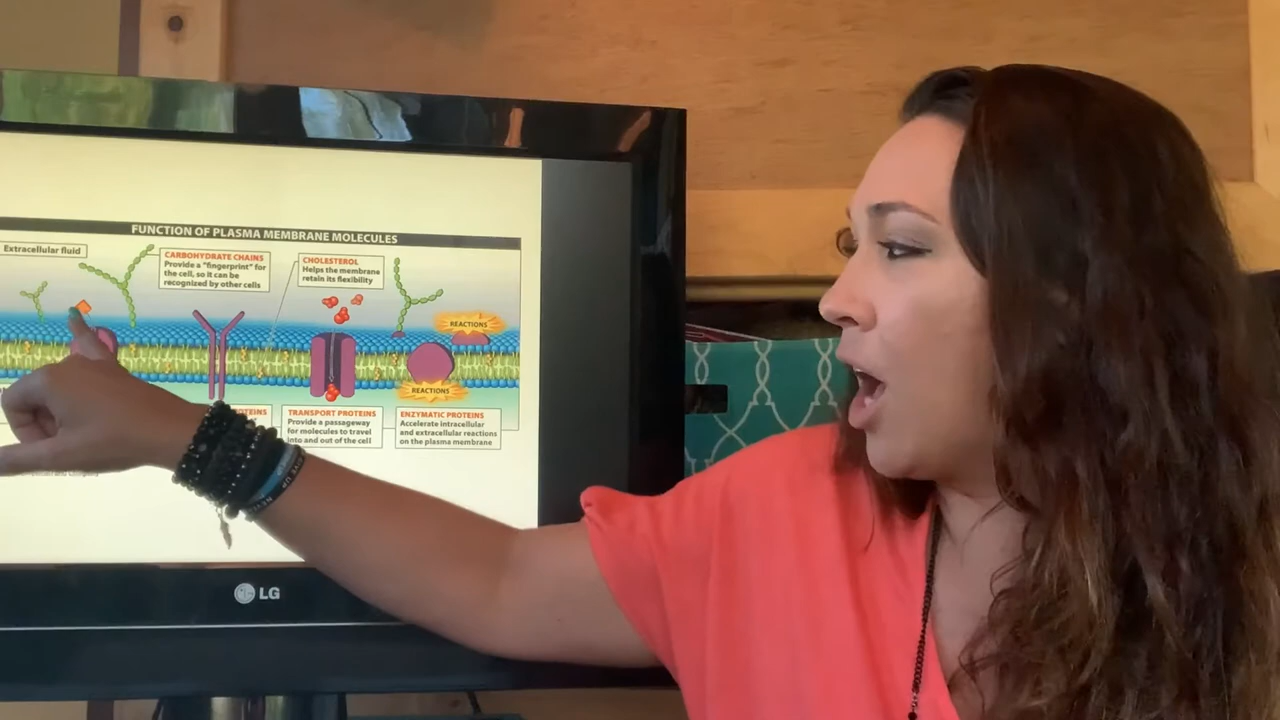 FUNCTION OF PLASMA MEMBRANE MOLECULES
Extracellular fluid
CARBOHYDRATE CHAINS
Provide a "fingerprint" for
the cell, so it can be
recognized by other cells
CHOLESTEROL
Helps the membrane
retain its flexibility
REACTIONS
REACTIONS
TRANSPORT PROTEINS
Provide a passageway
for molecules to travel
into and out of the cell
ENZYMATIC PROTEINS
Accelerate intracellular
and extracellular reactions
on the plasma membrane
LG